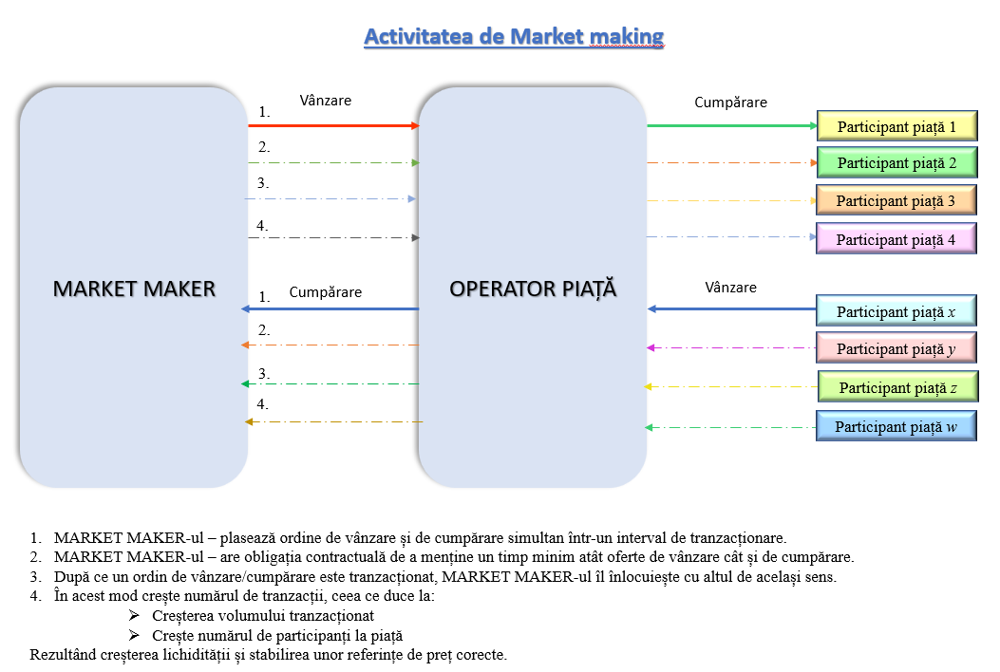 Activitatea de Market making
Vânzare
Cumpărare
1.
2.
3.
4.
Participant piață 1
Participant piață 2
Participant piață 3
Participant piață 4
MARKET MAKER
OPERATOR PIAȚĂ
Cumpărare
Vânzare
1.
2.
3.
4.
Participant piață x
Participant piață y
Participant piață z
Participant piață w
1. MARKET MAKER-ul – plasează ordine de vânzare și de cumpărare simultan într-un interval de tranzacționare.
2. MARKET MAKER-ul – are obligația contractuală de a menține un timp minim atât oferte de vânzare cât și de cumpărare.
3. După ce un ordin de vânzare/cumpărare este tranzacționat, MARKET MAKER-ul îl înlocuiește cu altul de același sens.
4. În acest mod crește numărul de tranzacții, ceea ce duce la:
➢ Creșterea volumului tranzacționat
➢ Crește numărul de participanți la piață
Rezultând creșterea lichidității și stabilirea unor referințe de preț corecte.